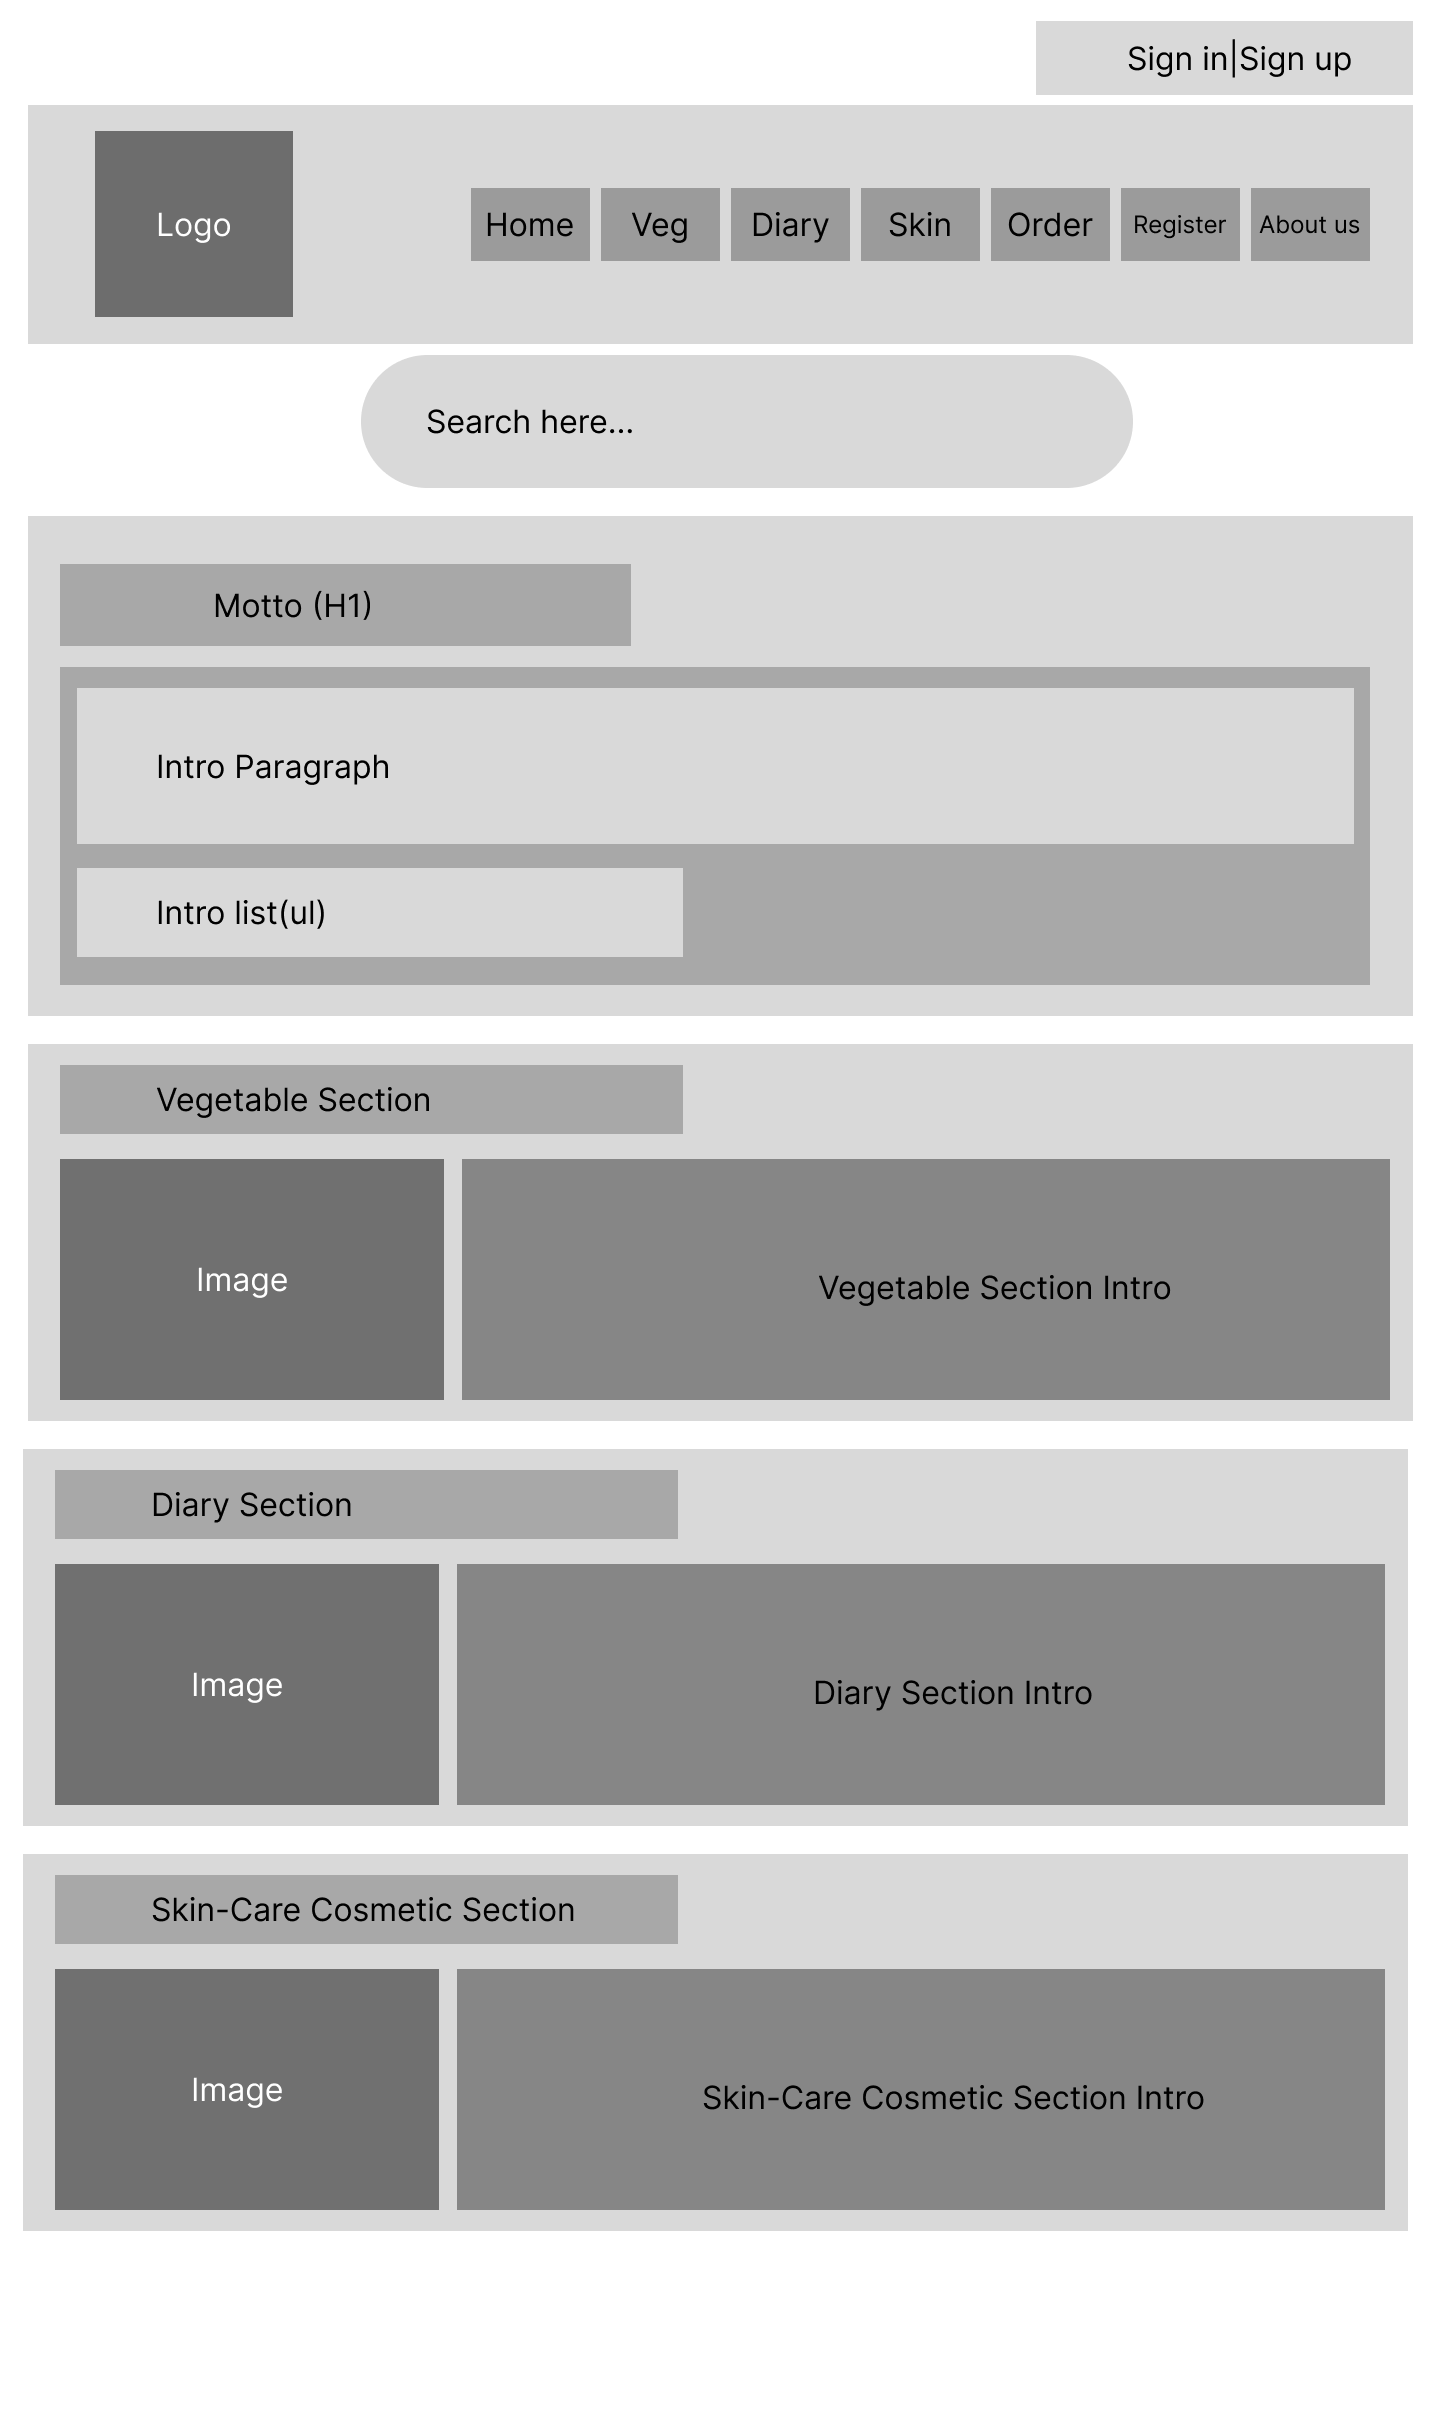 Sign in|Sign up
Logo
Home Veg Diary Skin Order Register About us
Search here...
Motto (H1)
Intro Paragraph
Intro list(ul)
Vegetable Section
Image
Vegetable Section Intro
Diary Section
Image
Diary Section Intro
Skin-Care Cosmetic Section
Image
Skin-Care Cosmetic Section Intro